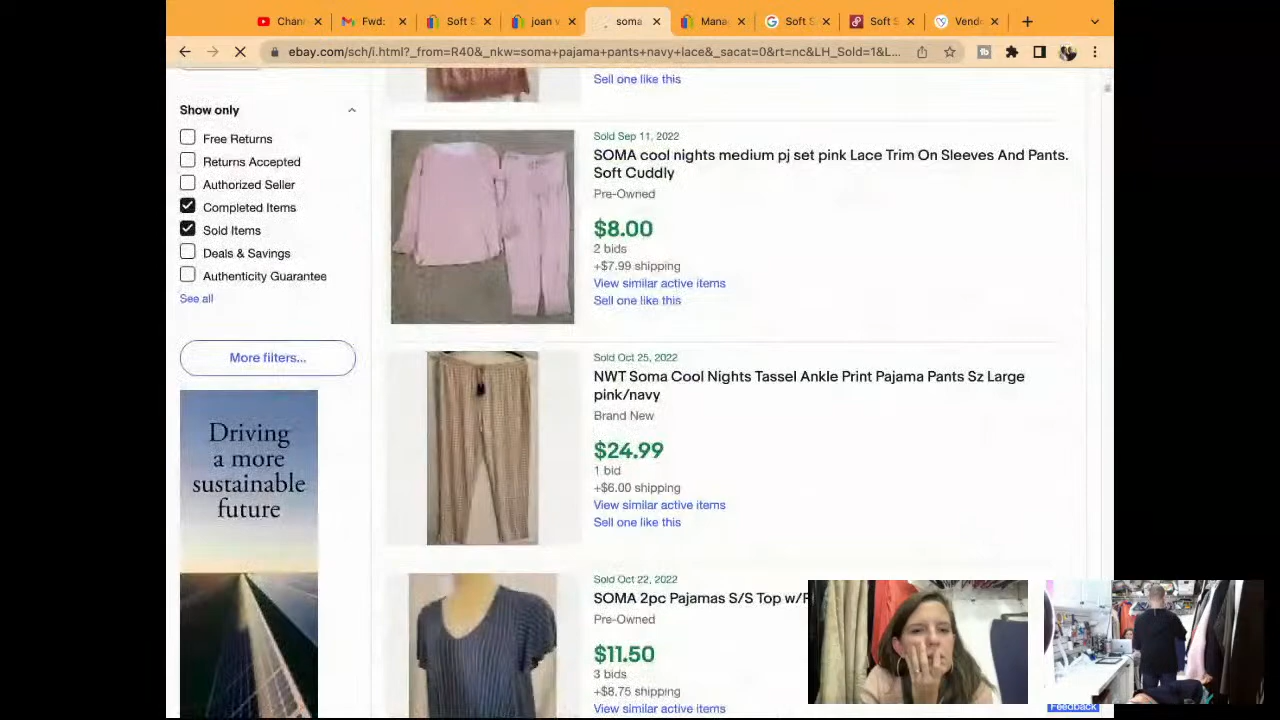 Chan
Fwd:
Soft S
joan v
soma
Mana
Soft S
Soft S
Vend
ebay.com/sch/i.html?_from=R40&_nkw=soma+pajama+pants+navy+lace&_sacat=0&rt=nc&LH_Sold=1&L...
Sell one like this
Show only
Free Returns
Returns Accepted
Authorized Seller
Completed Items
Sold Items
Deals & Savings
Authenticity Guarantee
See all
More filters...
Driving
a more
sustainable
future
Sold Sep 11, 2022
SOMA cool nights medium pj set pink Lace Trim On Sleeves And Pants.
Soft Cuddly
Pre-Owned
$8.00
2 bids
+$7.99 shipping
View similar active items
Sell one like this
Sold Oct 25, 2022
NWT Soma Cool Nights Tassel Ankle Print Pajama Pants Sz Large
pink/navy
Brand New
$24.99
1 bid
+$6.00 shipping
View similar active items
Sell one like this
Sold Oct 22, 2022
SOMA 2pc Pajamas S/S Top w/
Pre-Owned
$11.50
3 bids
+$8.75 shipping
View similar active items
Feedback